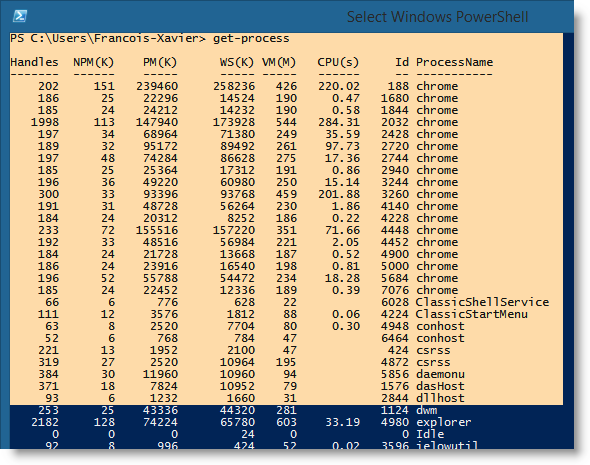 Select Windows PowerShell
PS C:\Users\Francois-Xavier> get-process
Handles NPM(K) PM(K) WS(K) VM(M) CPU(s) Id ProcessName
------- ------ ----- ----- ----- ------ -- -----------
202 151 239460 258236 426 220.02 188 chrome
186 25 22296 14524 190 0.47 1680 chrome
185 24 24212 14232 190 0.58 1844 chrome
1998 113 147940 173928 544 284.31 2032 chrome
197 34 68964 71380 249 35.59 2428 chrome
189 32 95172 89492 261 97.73 2720 chrome
197 48 74284 86628 275 17.36 2744 chrome
185 25 25364 17312 191 0.86 2940 chrome
196 36 49220 60980 250 15.14 3244 chrome
300 33 93396 93768 459 201.88 3260 chrome
191 31 48728 56264 230 1.86 4140 chrome
184 24 20312 8252 186 0.22 4228 chrome
233 72 155516 157220 351 71.66 4448 chrome
192 33 48516 56984 221 2.05 4452 chrome
184 24 21728 13668 187 0.52 4900 chrome
186 24 23916 16540 198 0.81 5000 chrome
196 52 55788 54472 234 18.28 5684 chrome
185 24 22452 12336 189 0.39 7076 chrome
66 6 776 628 22 6028 ClassicShellService
111 12 3576 1812 88 0.06 4224 ClassicStartMenu
63 8 2520 7704 80 0.30 4948 conhost
52 6 768 784 47 6464 conhost
221 13 1952 2100 47 424 csrss
319 27 2520 10964 195 4872 csrss
384 30 11960 10960 94 5856 daemonu
371 18 7824 10952 79 1576 dasHost
93 6 1232 1660 31 2844 dllhost
253 25 43336 44320 281 1124 dwm
2182 128 74224 65780 603 33.19 4980 explorer
0 0 0 24 0 0 Idle
92 8 996 424 52 0.02 3596 ielowutil